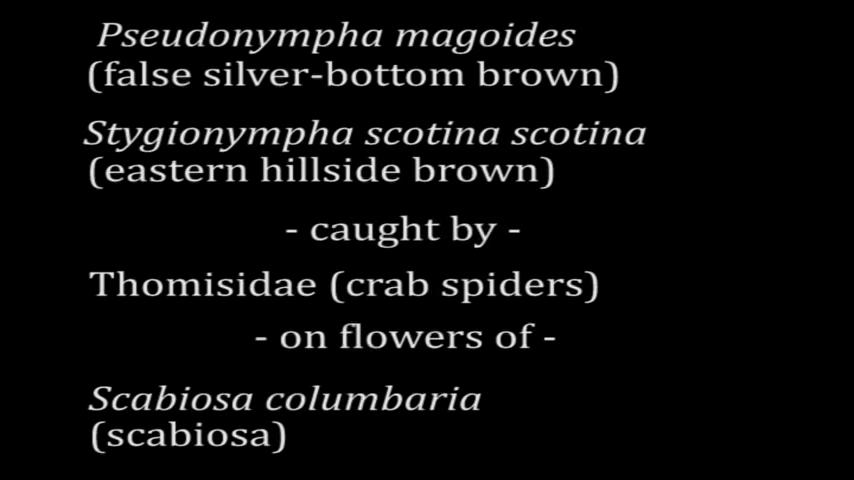 Pseudonympha magoides
(false silver-bottom brown)
Stygionympha scotina scotina
(eastern hillside brown)
- caught by -
Thomisidae (crab spiders)
- on flowers of -
Scabiosa columbaria
(scabiosa)